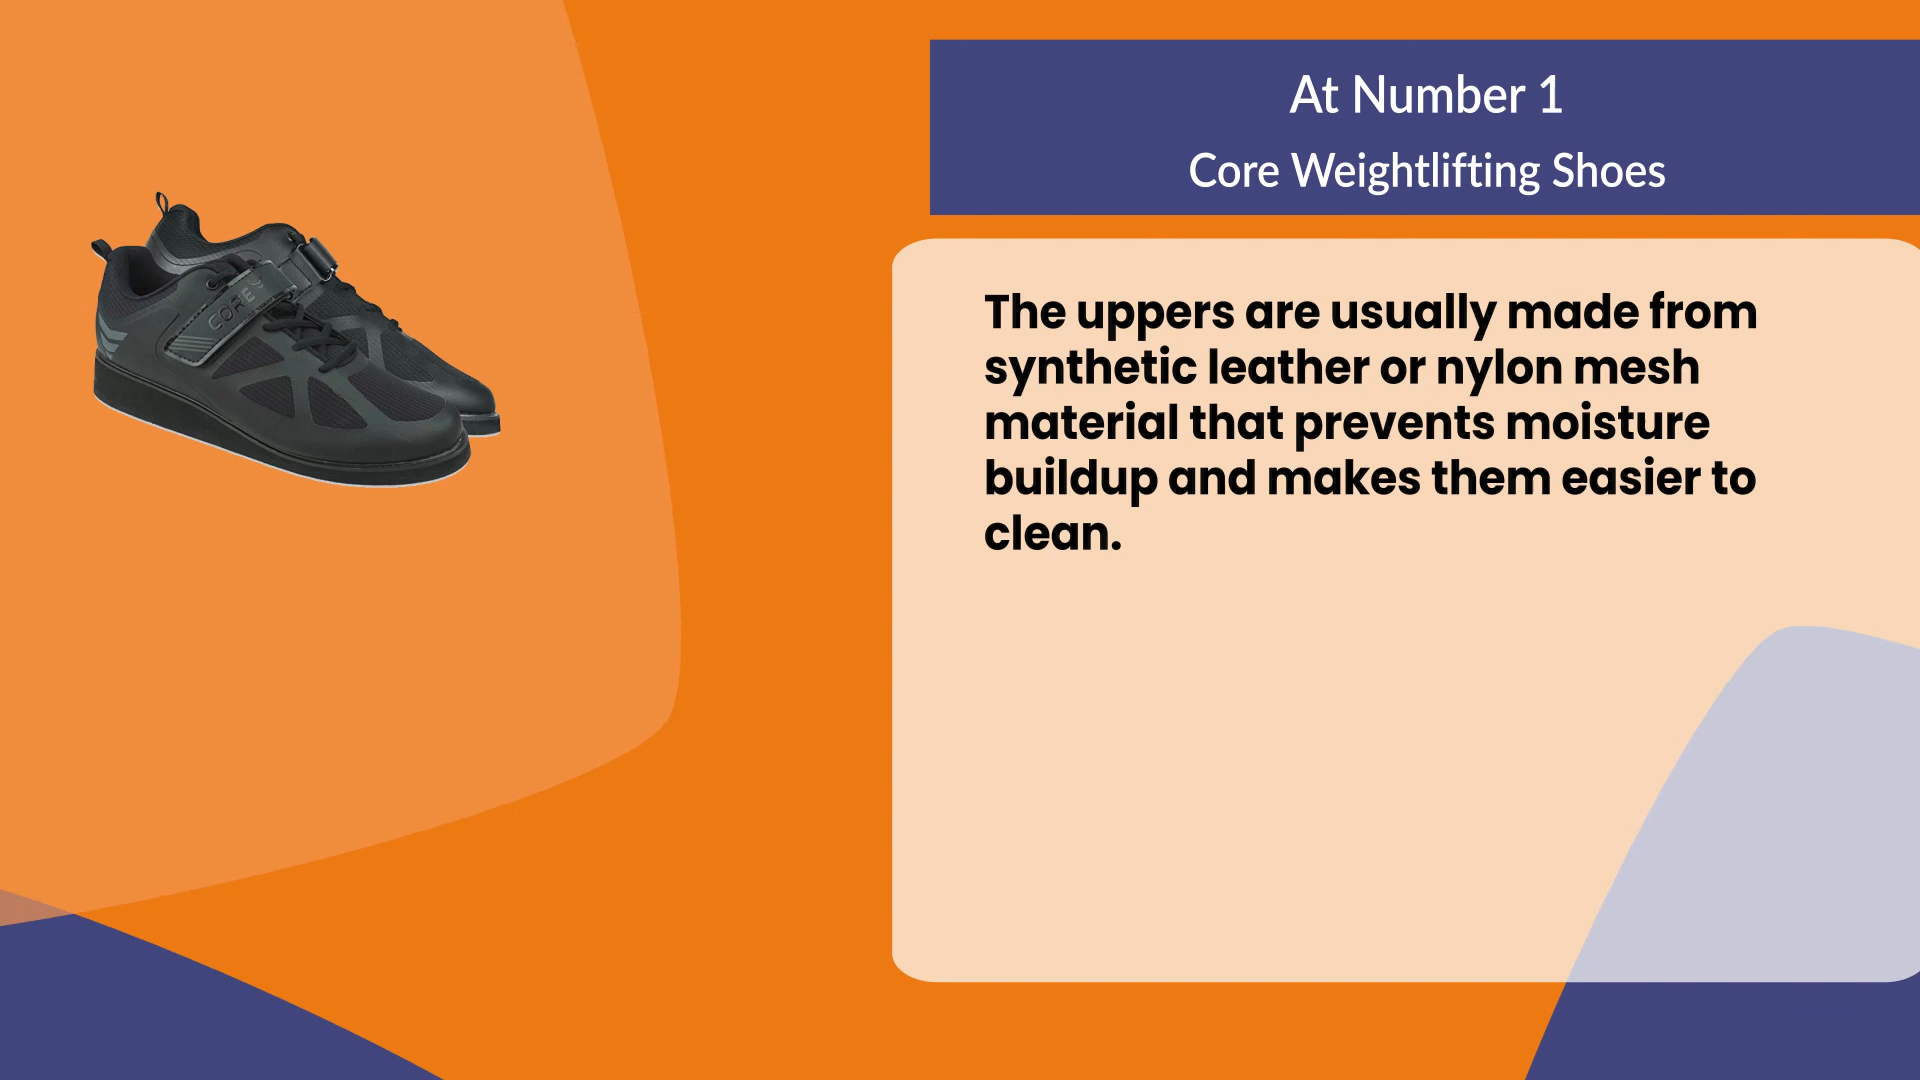 At Number 1
Core Weightlifting Shoes
CORE
The uppers are usually made from
synthetic leather or nylon mesh
material that prevents moisture
buildup and makes them easier to
clean.